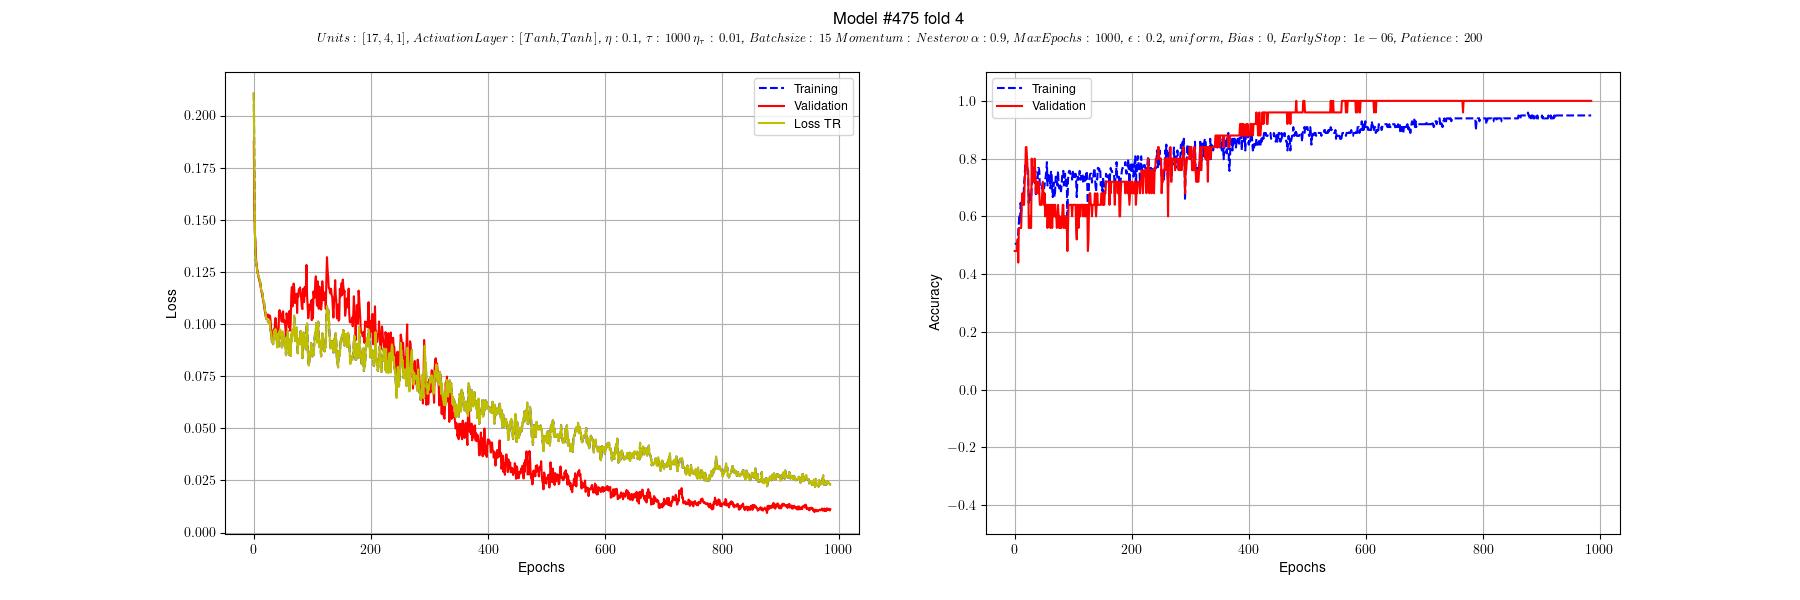 Model #475 fold 4
Units : [17, 4, 1], ActivationLayer : [Tanh, Tanh], η : 0.1, τ : 1000 ητ : 0.01, Batchsize : 15 Momentum : Nesterov α : 0.9, MaxEpochs : 1000, ϵ : 0.2, uniform, Bias : 0, EarlyStop : 1e − 06, Patience : 200
Training
Validation
Loss TR
0.200
0.175
0.150
0.125
0.100
0.075
0.050
0.025
0.000
Loss
0
200
400
600
800
1000
Epochs
Training
Validation
1.0
0.8
0.6
0.4
0.2
0.0
−0.2
−0.4
Accuracy
0
200
400
600
800
1000
Epochs